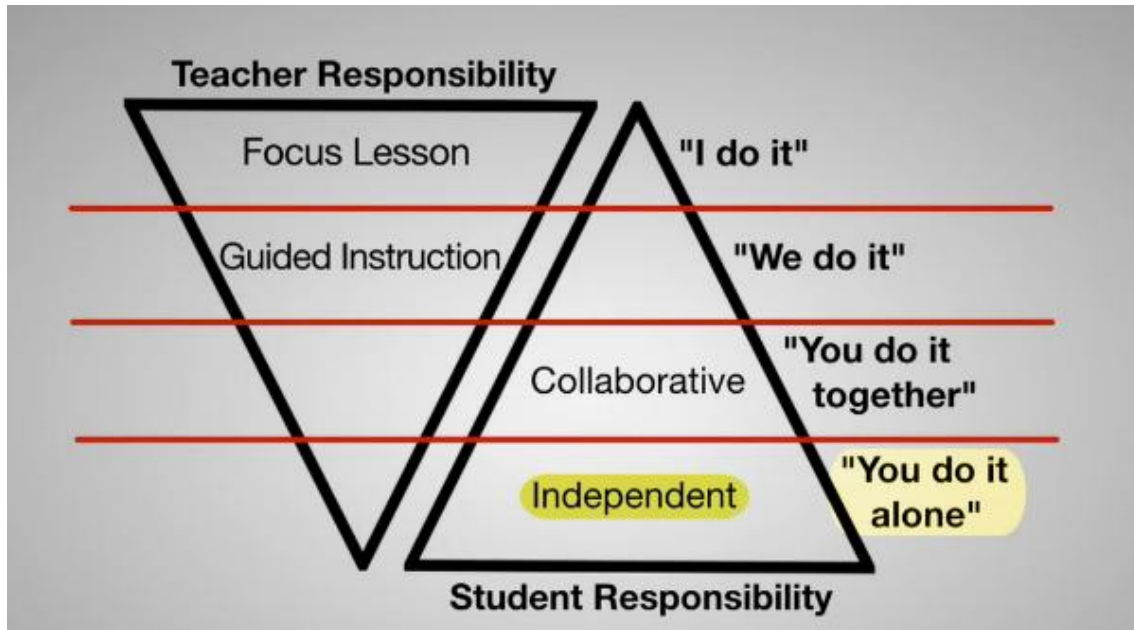 Teacher Responsibility
Focus Lesson
"I do it"
Guided Instruction
"We do it"
Collaborative
"You do it
together"
Independent
"You do it
alone"
Student Responsibility